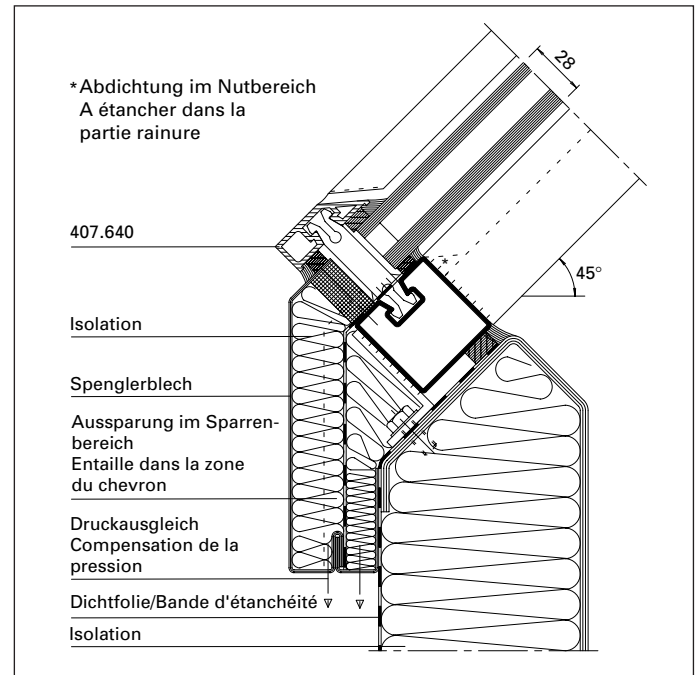 28
*Abdichtung im Nutbereich
A étancher dans la
partie rainure
407.640
*
45°
Isolation
Spenglerblech
Aussparung im Sparren-
bereich
Entaille dans la zone
du chevron
Druckausgleich
Compensation de la
pression
Dichtfolie/Bande d'étanchéité
Isolation